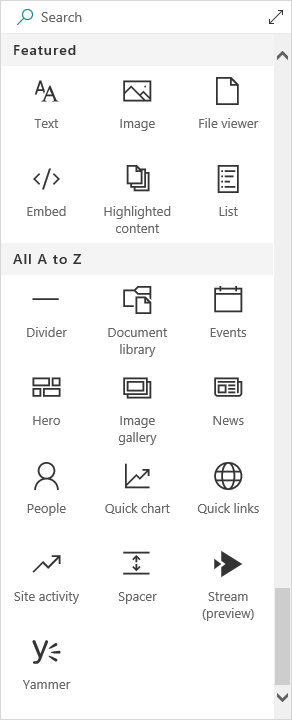 Search
Featured
Text Image File viewer
Embed Highlighted content List
All A to Z
Divider Document library Events
Hero Image gallery News
People Quick chart Quick links
Site activity Spacer Stream (preview)
Yammer